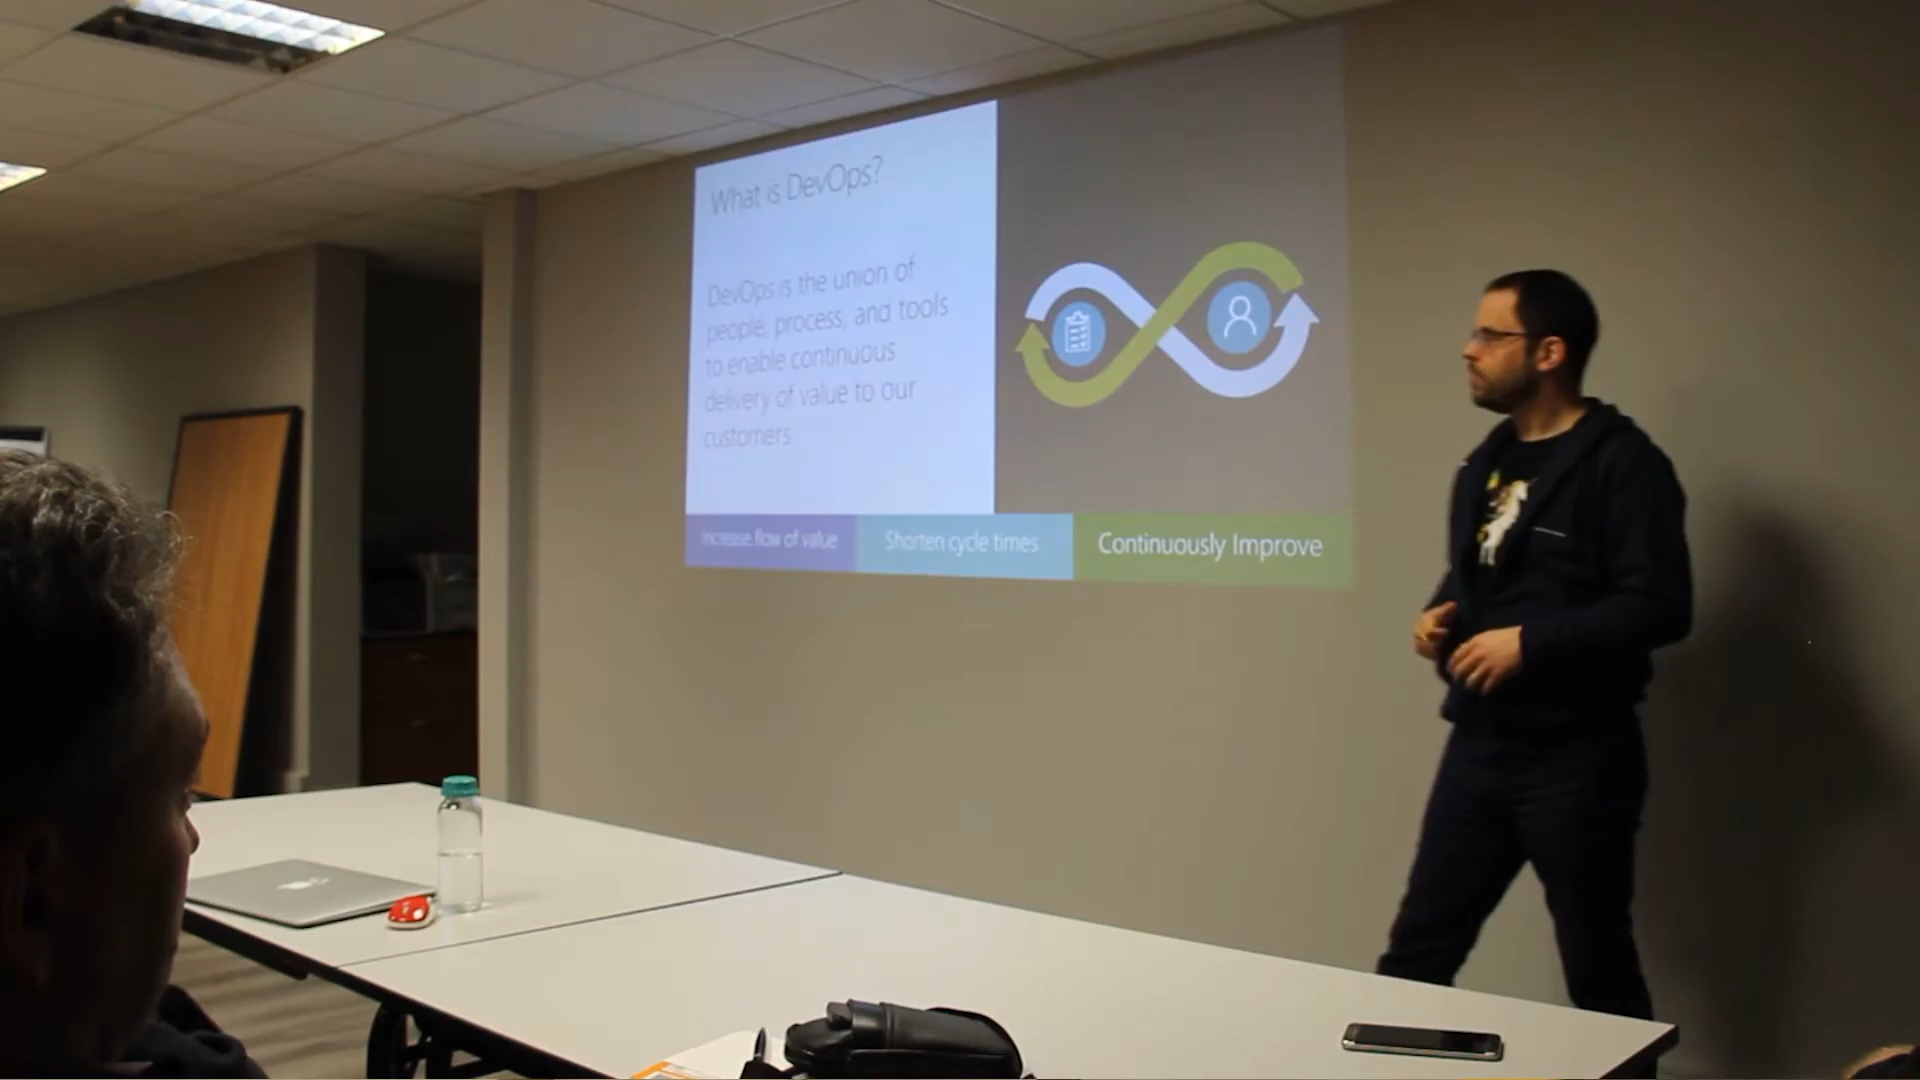 What is DevOps?
DevOps is the union of
people, process, and tools
to enable continuous
delivery of value to our
customers.
Increase flow of value
Shorten cycle times
Continuously Improve